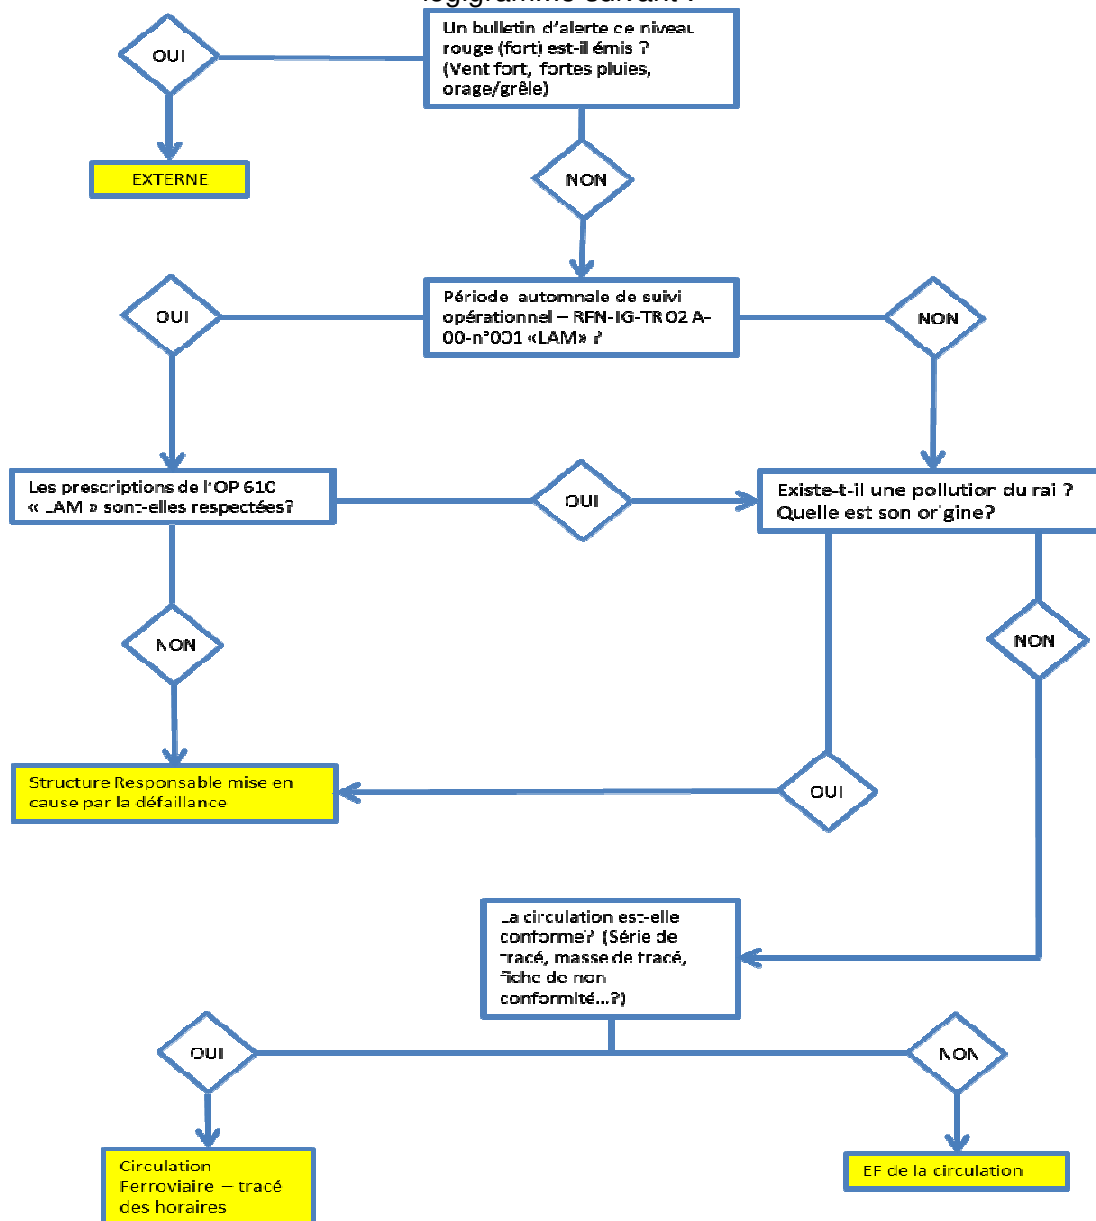 logigramme suivant :
Un bulletin d'alerte de niveau
rouge (fort) est-il émis ?
(Vent fort, fortes pluies,
orage/grêle)
OUI
EXTERNE
NON
Période automnale de suivi
opérationnel – RFN-IG-TR 02 A-
00-n°001 «LAM» ?
OUI
NON
Les prescriptions de l'OP 610
« LAM » sont-elles respectées?
OUI
Existe-t-il une pollution du rail ?
Quelle est son origine?
NON
NON
Structure Responsable mise en
cause par la défaillance
OUI
La circulation est-elle
conforme? (Série de
tracé, masse de tracé,
fiche de non
conformité...?)
OUI
NON
Circulation
Ferroviaire – tracé
des horaires
EF de la circulation